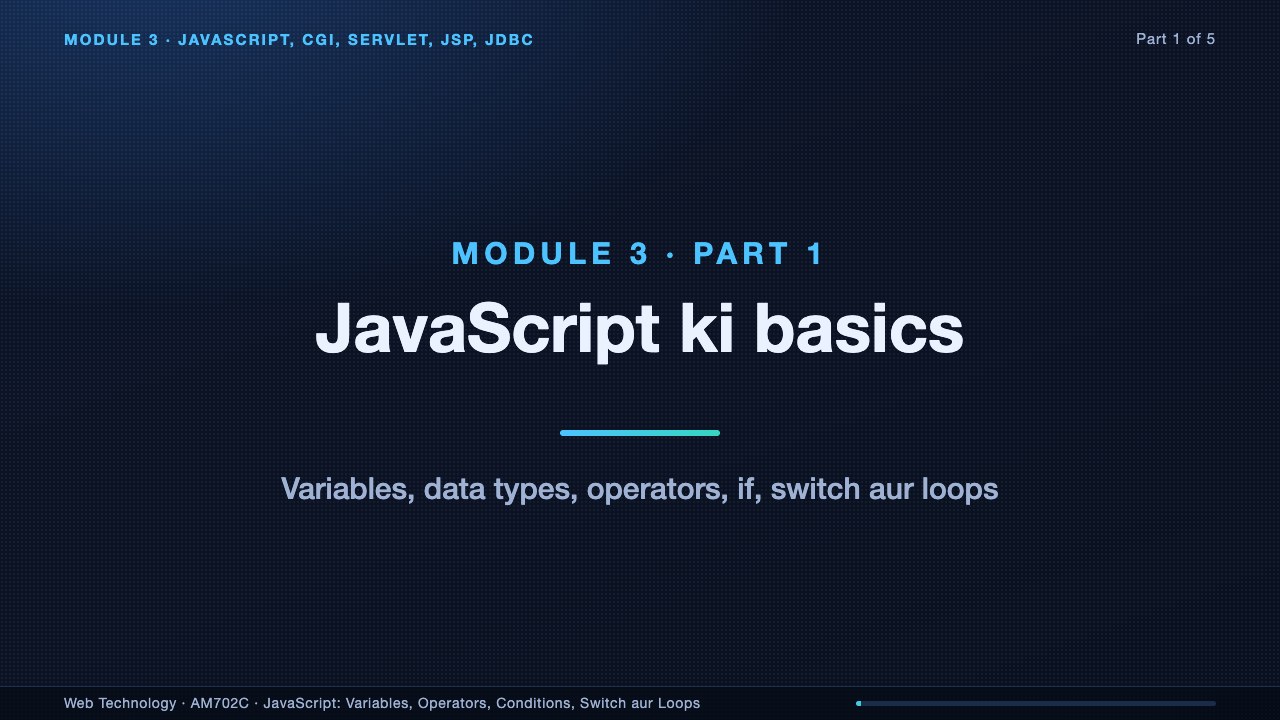 MODULE 3 · JAVASCRIPT, CGI, SERVLET, JSP, JDBC
Part 1 of 5
MODULE 3 · PART 1
JavaScript ki basics
Variables, data types, operators, if, switch aur loops
Web Technology · AM702C · JavaScript: Variables, Operators, Conditions, Switch aur Loops